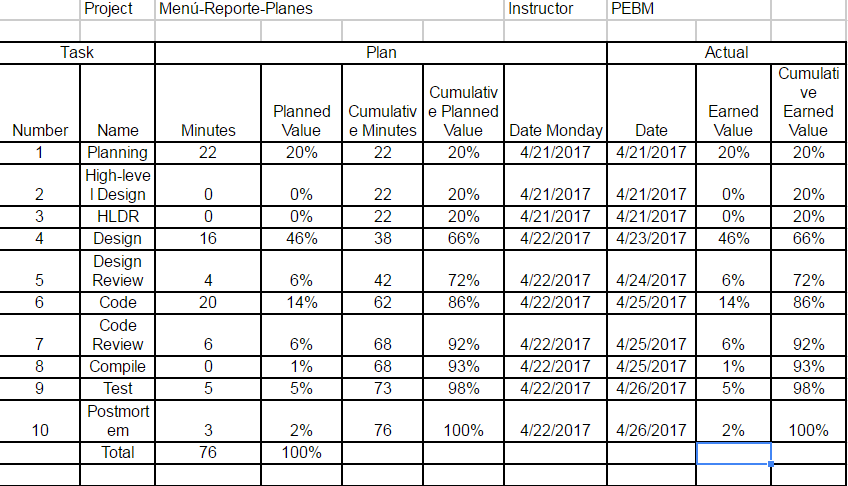 Project Menú-Reporte-Planes Instructor PEBM
Task Plan Actual
Number Name Minutes Planned Value Cumulativ e Minutes Cumulativ e Planned Value Date Monday Date Earned Value Cumulati ve Earned Value
1 Planning 22 20% 22 20% 4/21/2017 4/21/2017 20% 20%
2 High-leve l Design 0 0% 22 20% 4/21/2017 4/21/2017 0% 20%
3 HLDR 0 0% 22 20% 4/21/2017 4/21/2017 0% 20%
4 Design 16 46% 38 66% 4/22/2017 4/23/2017 46% 66%
5 Design Review 4 6% 42 72% 4/22/2017 4/24/2017 6% 72%
6 Code 20 14% 62 86% 4/22/2017 4/25/2017 14% 86%
7 Code Review 6 6% 68 92% 4/22/2017 4/25/2017 6% 92%
8 Compile 0 1% 68 93% 4/22/2017 4/25/2017 1% 93%
9 Test 5 5% 73 98% 4/22/2017 4/26/2017 5% 98%
10 Postmort em 3 2% 76 100% 4/22/2017 4/26/2017 2% 100%
Total 76 100%